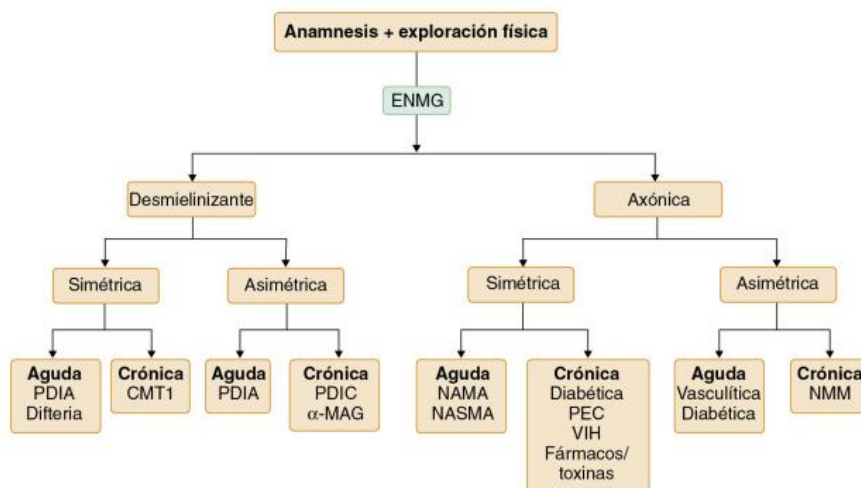 Anamnesis + exploración física
ENMG
Desmielinizante
Axónica
Simétrica
Asimétrica
Simétrica
Asimétrica
Aguda
PDIA
Difteria
Crónica
CMT1
Aguda
PDIA
Crónica
PDIC
α-MAG
Aguda
NAMA
NASMA
Crónica
Diabética
PEC
VIH
Fármacos/
toxinas
Aguda
Vasculítica
Diabética
Crónica
NMM